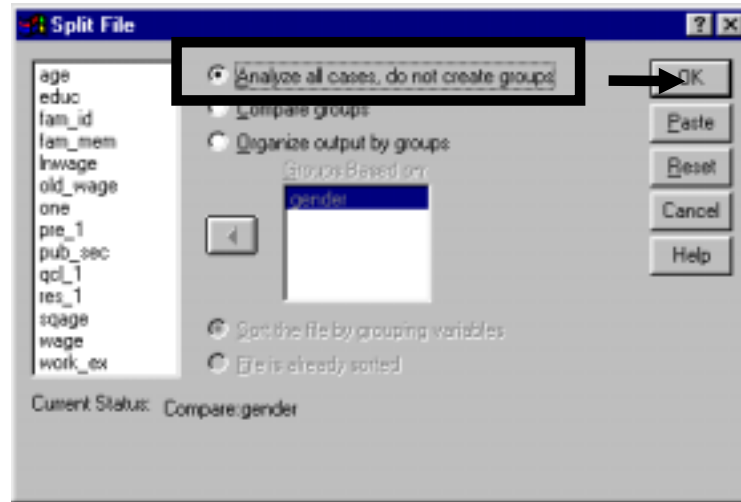 Split File
age
educ
fam_id
fam_mem
lnwage
old_wage
one
pre_1
pub_sec
qcl_1
res_1
sqage
wage
work_ex
Analyze all cases, do not create groups
Compare groups
Organize output by groups
Groups Based on:
gender
Sort the file by grouping variables
File is already sorted
OK
Paste
Reset
Cancel
Help
Current Status: Compare:gender